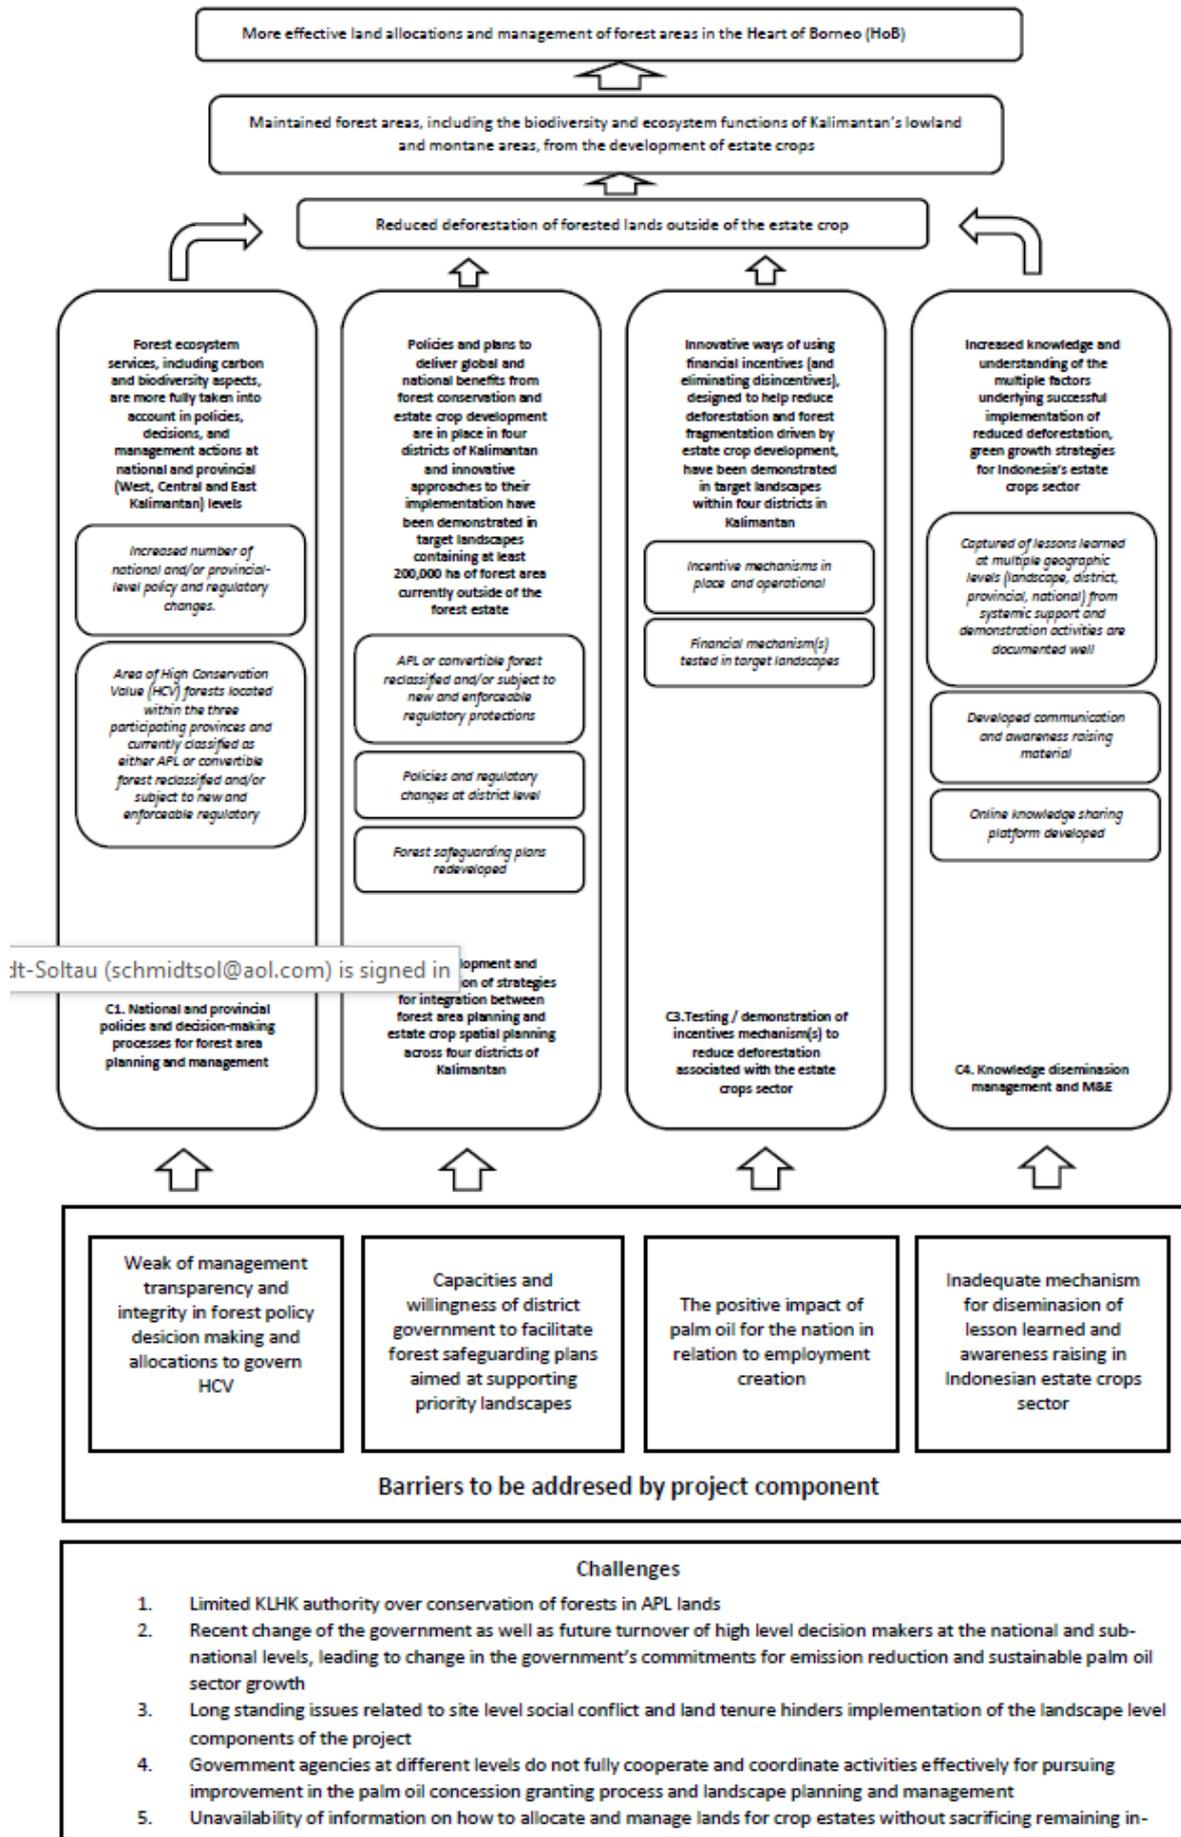 More effective land allocations and management of forest areas in the Heart of Borneo (HoB)
Maintained forest areas, including the biodiversity and ecosystem functions of Kalimantan's lowland
and montane areas, from the development of estate crops
Reduced deforestation of forested lands outside of the estate crop
Forest ecosystem
services, including carbon
and biodiversity aspects,
are more fully taken into
account in policies,
decisions, and
management actions at
national and provincial
(West, Central and East
Kalimantan) levels
Increased number of
national and/or provincial-
level policy and regulatory
changes.
Area of High Conservation
Value (HCV) forests located
within the three
participating provinces and
currently classified as
either APL or convertible
forest reclassified and/or
subject to new and
enforceable regulatory
C1. National and provincial
policies and decision-making
processes for forest area
planning and management
Policies and plans to
deliver global and
national benefits from
forest conservation and
estate crop development
are in place in four
districts of Kalimantan
and innovative
approaches to their
implementation have
been demonstrated in
target landscapes
containing at least
200,000 ha of forest area
currently outside of the
forest estate
APL or convertible forest
reclassified and/or subject to
new and enforceable
regulatory protections
Policies and regulatory
changes at district level
Forest safeguarding plans
redeveloped
dt-Soltau (schmidtsol@aol.com) is signed in
lopment and
ion of strategies
for integration between
forest area planning and
estate crop spatial planning
across four districts of
Kalimantan
Innovative ways of using
financial incentives (and
eliminating disincentives),
designed to help reduce
deforestation and forest
fragmentation driven by
estate crop development,
have been demonstrated
in target landscapes
within four districts in
Kalimantan
Incentive mechanisms in
place and operational
Financial mechanism(s)
tested in target landscapes
C3.Testing / demonstration of
incentives mechanism(s) to
reduce deforestation
associated with the estate
crops sector
Increased knowledge and
understanding of the
multiple factors
underlying successful
implementation of
reduced deforestation,
green growth strategies
for Indonesia's estate
crops sector
Captured of lessons learned
at multiple geographic
levels (landscape, district,
provincial, national) from
systemic support and
demonstration activities are
documented well
Developed communication
and awareness raising
material
Online knowledge sharing
platform developed
C4. Knowledge disemination
management and M&E
Weak of management
transparency and
integrity in forest policy
desicion making and
allocations to govern
HCV
Capacities and
willingness of district
government to facilitate
forest safeguarding plans
aimed at supporting
priority landscapes
The positive impact of
palm oil for the nation in
relation to employment
creation
Inadequate mechanism
for disemination of
lesson learned and
awareness raising in
Indonesian estate crops
sector
Barriers to be addresed by project component
Challenges
1. Limited KLHK authority over conservation of forests in APL lands
2. Recent change of the government as well as future turnover of high level decision makers at the national and sub-
national levels, leading to change in the government's commitments for emission reduction and sustainable palm oil
sector growth
3. Long standing issues related to site level social conflict and land tenure hinders implementation of the landscape level
components of the project
4. Government agencies at different levels do not fully cooperate and coordinate activities effectively for pursuing
improvement in the palm oil concession granting process and landscape planning and management
5. Unavailability of information on how to allocate and manage lands for crop estates without sacrificing remaining in-